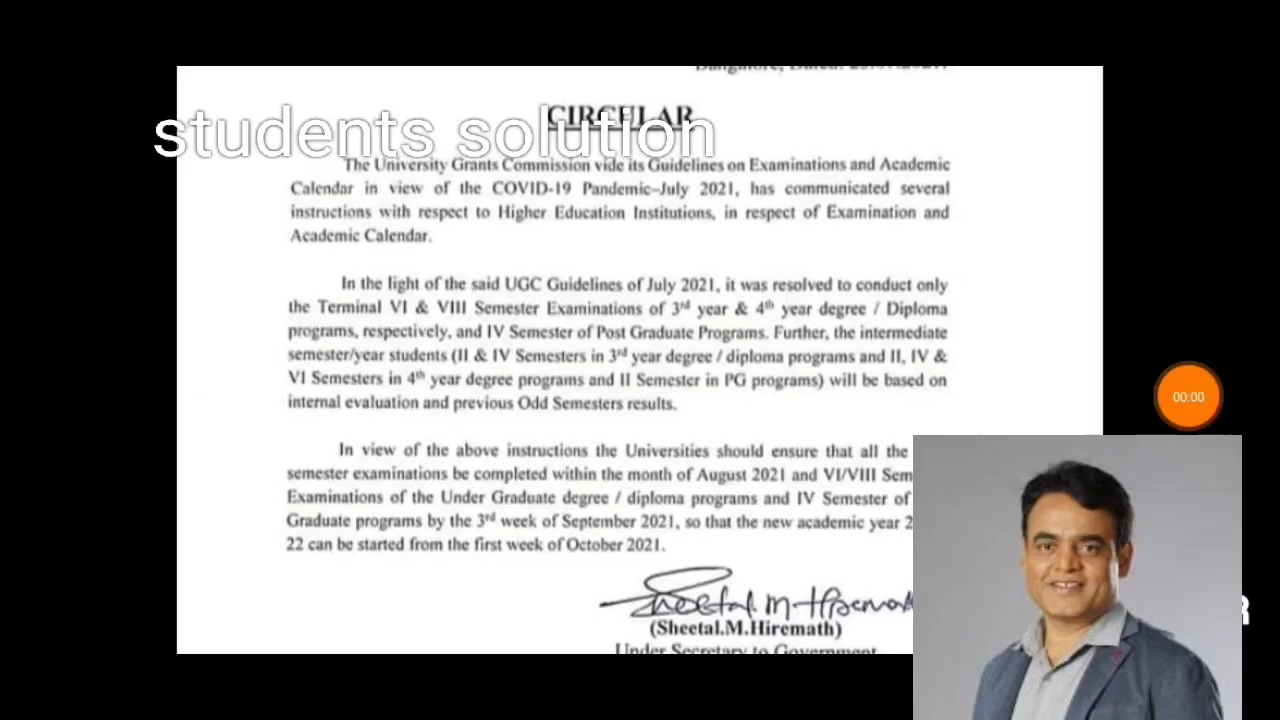 students solution
CIRCULAR
The University Grants Commission vide its Guidelines on Examinations and Academic
Calendar in view of the COVID-19 Pandemic–July 2021, has communicated several
instructions with respect to Higher Education Institutions, in respect of Examination and
Academic Calendar.
In the light of the said UGC Guidelines of July 2021, it was resolved to conduct only
the Terminal VI & VIII Semester Examinations of 3rd year & 4th year degree / Diploma
programs, respectively, and IV Semester of Post Graduate Programs. Further, the intermediate
semester/year students (II & IV Semesters in 3rd year degree / diploma programs and II, IV &
VI Semesters in 4th year degree programs and II Semester in PG programs) will be based on
internal evaluation and previous Odd Semesters results.
In view of the above instructions the Universities should ensure that all the
semester examinations be completed within the month of August 2021 and VI/VIII Sem
Examinations of the Under Graduate degree / diploma programs and IV Semester of
Graduate programs by the 3rd week of September 2021, so that the new academic year 2
22 can be started from the first week of October 2021.
Sheetal M Hiremath
(Sheetal.M.Hiremath)
Under Secretary to Government
00:00
R